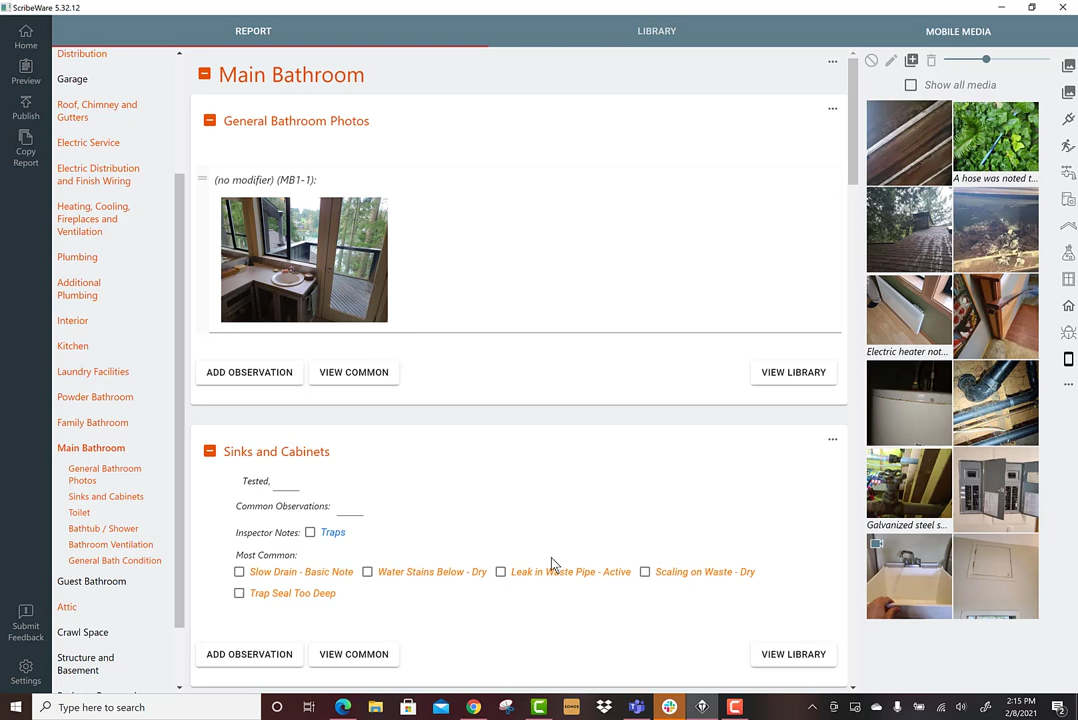 ScribeWare 5.32.12
Home
Preview
Publish
Copy
Report
Submit
Feedback
Settings
REPORT
LIBRARY
MOBILE MEDIA
Distribution
Garage
Roof, Chimney and
Gutters
Electric Service
Electric Distribution
and Finish Wiring
Heating, Cooling,
Fireplaces and
Ventilation
Plumbing
Additional
Plumbing
Interior
Kitchen
Laundry Facilities
Powder Bathroom
Family Bathroom
Main Bathroom
General Bathroom
Photos
Sinks and Cabinets
Toilet
Bathtub / Shower
Bathroom Ventilation
General Bath Condition
Guest Bathroom
Attic
Crawl Space
Structure and
Basement
Main Bathroom
General Bathroom Photos
(no modifier) (MB1-1):
ADD OBSERVATION
VIEW COMMON
VIEW LIBRARY
Sinks and Cabinets
Tested,
Common Observations:
Inspector Notes: Traps
Most Common:
Slow Drain - Basic Note Water Stains Below - Dry Leak in Waste Pipe - Active Scaling on Waste - Dry
Trap Seal Too Deep
ADD OBSERVATION
VIEW COMMON
VIEW LIBRARY
Show all media
A hose was noted t...
Electric heater not...
Galvanized steel s...
Type here to search
SONOS
2:15 PM
2/8/2021